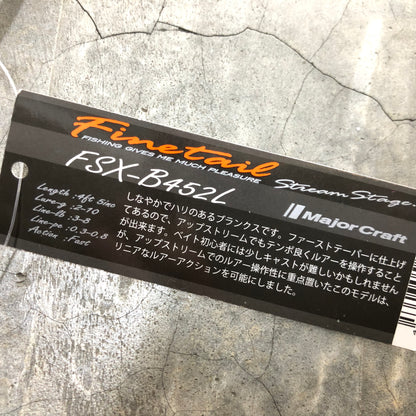 Finetail
FISHING GIVES ME MUCH PLEASURE
Stream Stage
FSX-B452L
MajorCraft
Length : 4ft 5inc
Lure-g : 2-10
Line-lb : 3-8
Line-PE : 0.3-0.8
Action : Fast
しなやかでハリのあるブランクスです。ファーストテーパーに仕上げ
てあるので、アップストリームでもテンポ良くルアーを操作すること
が出来ます。ベイト初心者には少しキャストが難しいかもしれません
が、アップストリームでのルアー操作性に重点置いたこのモデルは、
リニアなルアーアクションを可能にしました。